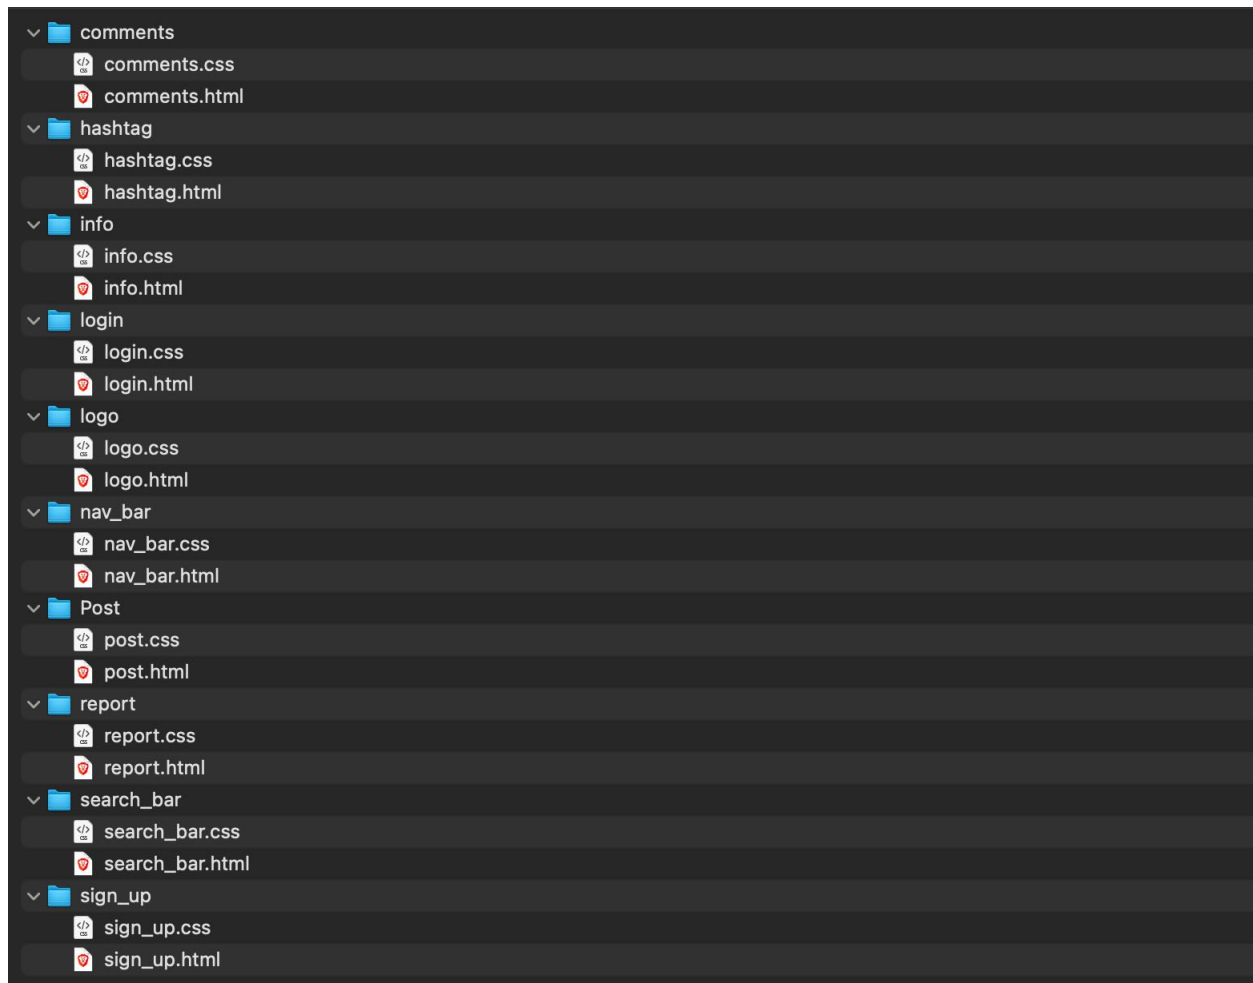 comments
comments.css
comments.html
hashtag
hashtag.css
hashtag.html
info
info.css
info.html
login
login.css
login.html
logo
logo.css
logo.html
nav_bar
nav_bar.css
nav_bar.html
Post
post.css
post.html
report
report.css
report.html
search_bar
search_bar.css
search_bar.html
sign_up
sign_up.css
sign_up.html